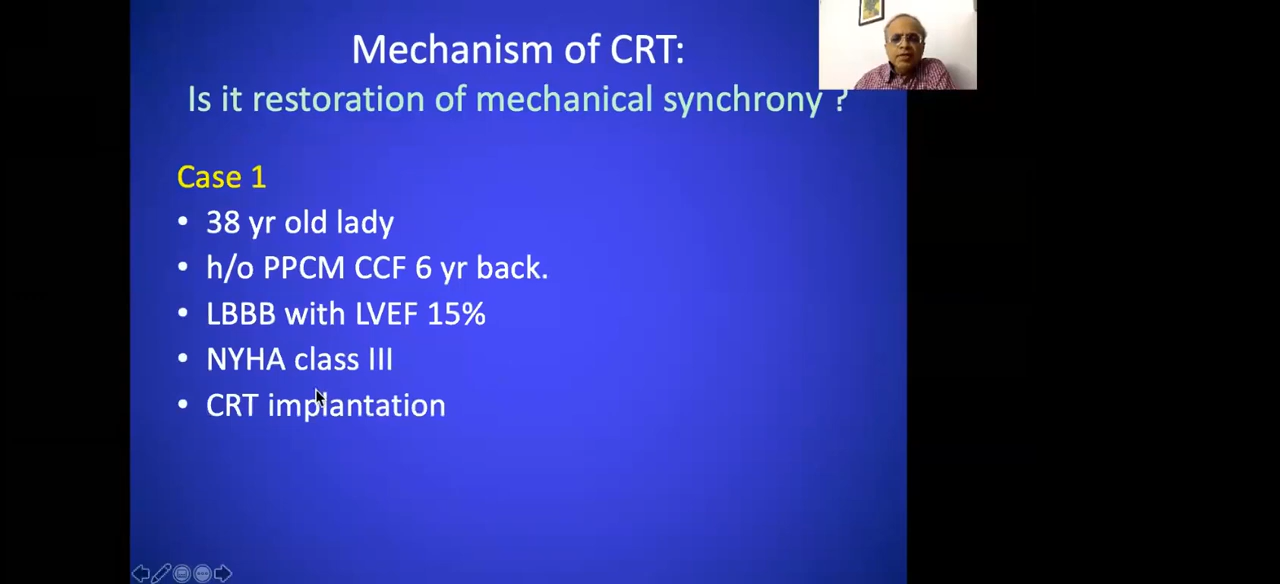 Mechanism of CRT:
Is it restoration of mechanical synchrony ?
Case 1
• 38 yr old lady
• h/o PPCM CCF 6 yr back.
• LBBB with LVEF 15%
• NYHA class III
• CRT implantation